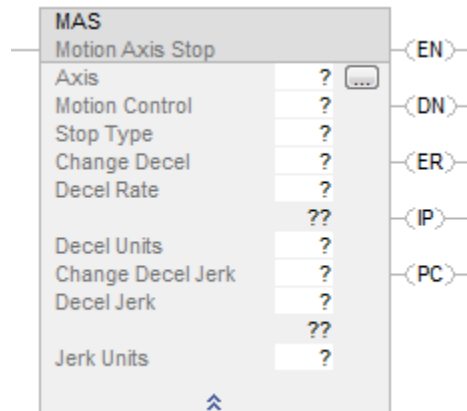 MAS
Motion Axis Stop (EN)
Axis ? ...
Motion Control ? (DN)
Stop Type ?
Change Decel ? (ER)
Decel Rate ?
?? (IP)
Decel Units ?
Change Decel Jerk ? (PC)
Decel Jerk ?
??
Jerk Units ?